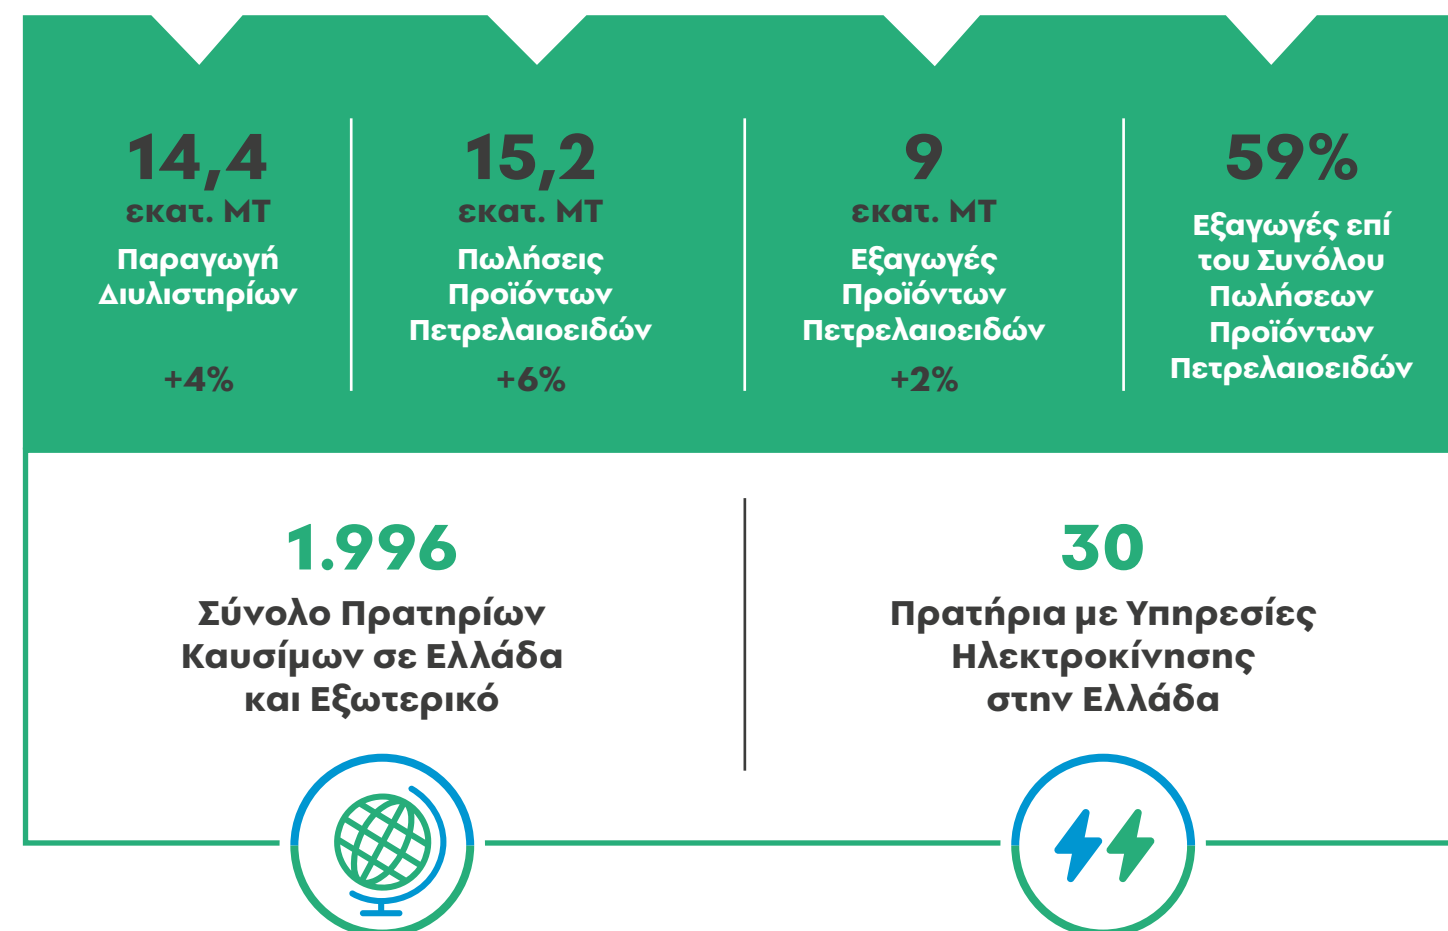 14,4
εκατ. ΜΤ
Παραγωγή
Διυλιστηρίων
+4%
15,2
εκατ. ΜΤ
Πωλήσεις
Προϊόντων
Πετρελαιοειδών
+6%
9
εκατ. ΜΤ
Εξαγωγές
Προϊόντων
Πετρελαιοειδών
+2%
59%
Εξαγωγές επί
του Συνόλου
Πωλήσεων
Προϊόντων
Πετρελαιοειδών
1.996
Σύνολο Πρατηρίων
Καυσίμων σε Ελλάδα
και Εξωτερικό
30
Πρατήρια με Υπηρεσίες
Ηλεκτροκίνησης
στην Ελλάδα